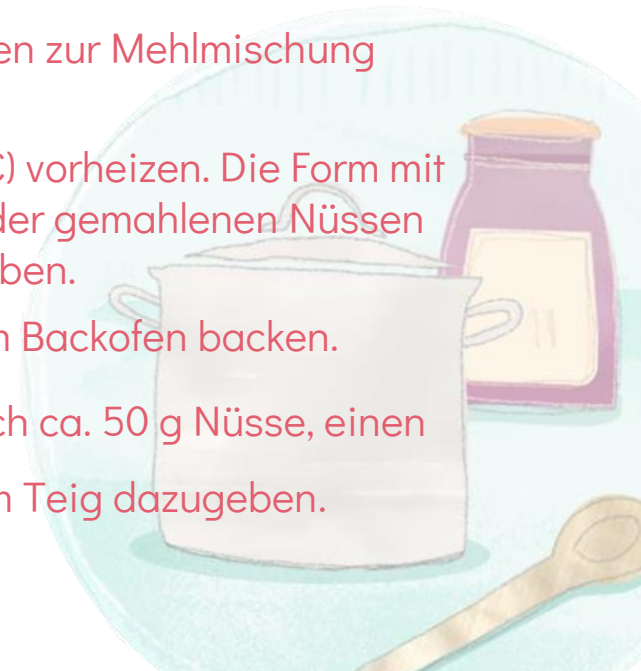 en zur Mehlmischung
C) vorheizen. Die Form mit
der gemahlenen Nüssen
ben.
n Backofen backen.
ch ca. 50 g Nüsse, einen
m Teig dazugeben.